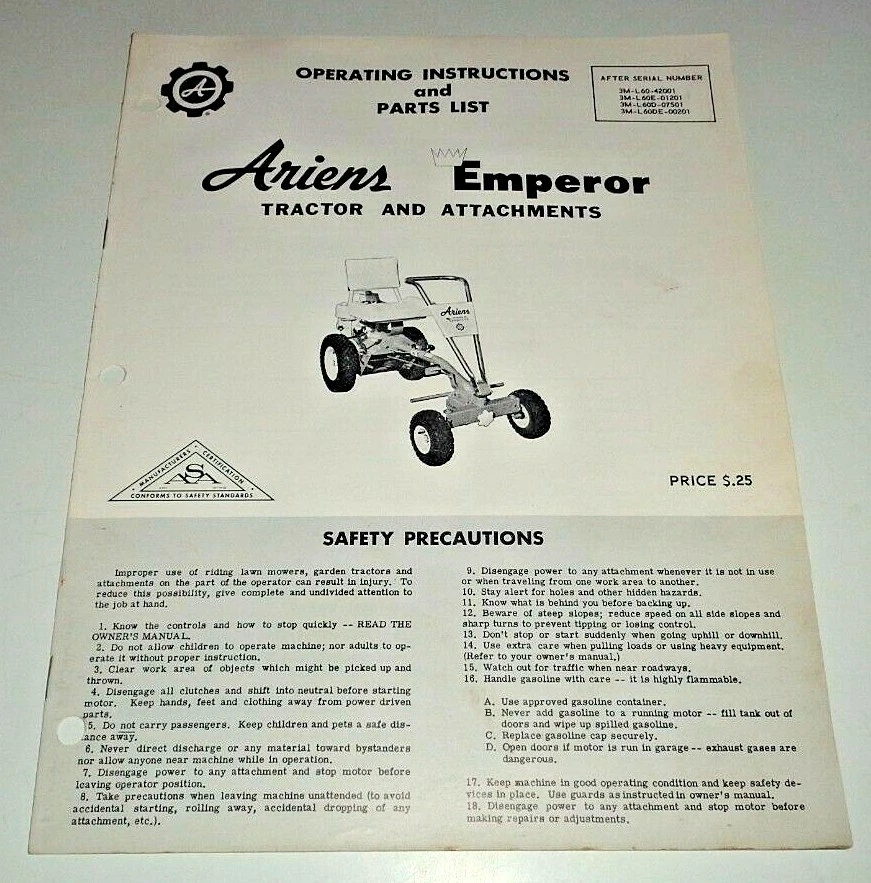 OPERATING INSTRUCTIONS
and
PARTS LIST
AFTER SERIAL NUMBER
3M-L60-42001
3M-L60E-01201
3M-L60D-07501
3M-L60DE-00201
A
Ariens Emperor
TRACTOR AND ATTACHMENTS
Ariens
MANUFACTURERS • CERTIFICATION
ASA
CONFORMS TO SAFETY STANDARDS
PRICE $.25
SAFETY PRECAUTIONS
Improper use of riding lawn mowers, garden tractors and
attachments on the part of the operator can result in injury. To
reduce this possibility, give complete and undivided attention to
the job at hand.
1. Know the controls and how to stop quickly -- READ THE
OWNER'S MANUAL.
2. Do not allow children to operate machine; nor adults to op-
erate it without proper instruction.
3. Clear work area of objects which might be picked up and
thrown.
4. Disengage all clutches and shift into neutral before starting
motor. Keep hands, feet and clothing away from power driven
parts.
5. Do not carry passengers. Keep children and pets a safe dis-
tance away.
6. Never direct discharge or any material toward bystanders
nor allow anyone near machine while in operation.
7. Disengage power to any attachment and stop motor before
leaving operator position.
8. Take precautions when leaving machine unattended (to avoid
accidental starting, rolling away, accidental dropping of any
attachment, etc.).
9. Disengage power to any attachment whenever it is not in use
or when traveling from one work area to another.
10. Stay alert for holes and other hidden hazards.
11. Know what is behind you before backing up.
12. Beware of steep slopes; reduce speed on all side slopes and
sharp turns to prevent tipping or losing control.
13. Don't stop or start suddenly when going uphill or downhill.
14. Use extra care when pulling loads or using heavy equipment.
(Refer to your owner's manual.)
15. Watch out for traffic when near roadways.
16. Handle gasoline with care -- it is highly flammable.
A. Use approved gasoline container.
B. Never add gasoline to a running motor -- fill tank out of
doors and wipe up spilled gasoline.
C. Replace gasoline cap securely.
D. Open doors if motor is run in garage -- exhaust gases are
dangerous.
17. Keep machine in good operating condition and keep safety de-
vices in place. Use guards as instructed in owner's manual.
18. Disengage power to any attachment and stop motor before
making repairs or adjustments.